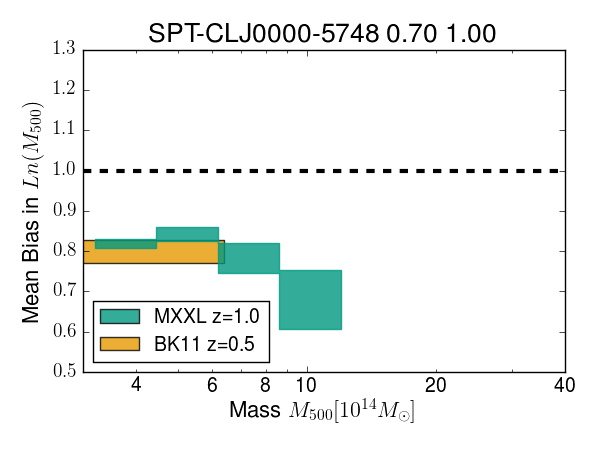 SPT-CLJ0000-5748 0.70 1.00
Mean Bias in Ln(M500)
1.3
1.2
1.1
1.0
0.9
0.8
0.7
0.6
0.5
MXXL z=1.0
BK11 z=0.5
4 6 8 10 20 40
Mass M500[10^14M☉]